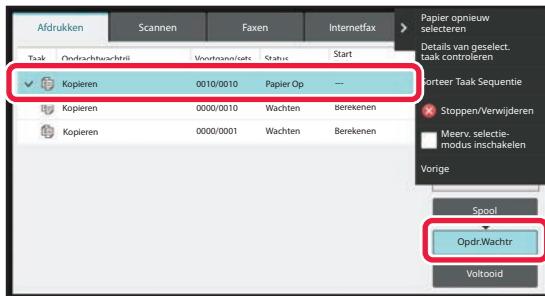 Afdrukken Scannen Faxen Internetfax
Taak Opdrachtwachtrij Voortgang/sets Status Start
Kopieren 0010/0010 Papier Op ---
Kopieren 0000/0010 Wachten Berekenen
Kopieren 0000/0001 Wachten Berekenen
Papier opnieuw
selecteren
Details van geselect.
taak controleren
Sorteer Taak Sequentie
Stoppen/Verwijderen
Meerv. selectie-
modus inschakelen
Vorige
Spool
Opdr.Wachtr
Voltooid